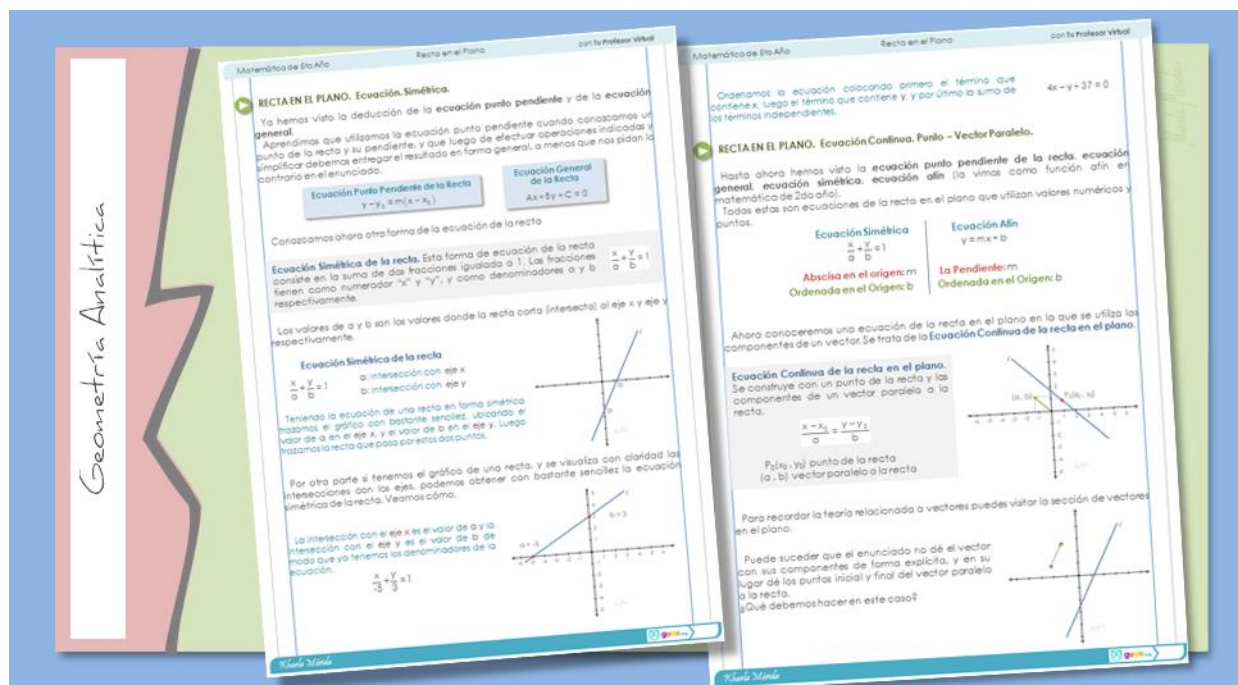 Geometría Analítica
Matemática de 5to Año
Recta en el Plano
con Tu Profesor Virtual
RECTA EN EL PLANO. Ecuación. Simétrica.
Ya hemos visto la deducción de la ecuación punto pendiente y de la ecuación
general.
Aprendimos que utilizamos la ecuación punto pendiente cuando conozcamos un
punto de la recta y su pendiente, y que luego de efectuar operaciones indicadas y
simplificar debemos entregar el resultado en forma general, a menos que nos pidan lo
contrario en el enunciado.
Ecuación Punto Pendiente de la Recta
y – y₀ = m(x – x₀)
Ecuación General
de la Recta
Ax + By + C = 0
Conozcamos ahora otra forma de la ecuación de la recta
Ecuación Simétrica de la recta. Esta forma de ecuación de la recta
consiste en la suma de dos fracciones igualada a 1. Las fracciones
tienen como numerador "x" y "y", y como denominadores a y b
respectivamente.
x/a + y/b = 1
Los valores de a y b son los valores donde la recta corta (intersecta) al eje x y eje y
respectivamente.
Ecuación Simétrica de la recta
x/a + y/b = 1
a: intersección con eje x
b: intersección con eje y
Teniendo la ecuación de una recta en forma simétrica
trazamos el gráfico con bastante sencillez, ubicando el
valor de a en el eje x, y el valor de b en el eje y. Luego
trazamos la recta que pasa por estos dos puntos.
b
a
Por otra parte si tenemos el gráfico de una recta, y se visualiza con claridad las
intersecciones con los ejes, podemos obtener con bastante sencillez la ecuación
simétrica de la recta. Veamos cómo.
La intersección con el eje x es el valor de a y la
intersección con el eje y es el valor de b de
modo que ya tenemos los denominadores de la
ecuación.
x/-5 + y/3 = 1
a = -5
b = 3
Kharla Mérida
guao.org
Matemática de 5to Año
Recta en el Plano
con Tu Profesor Virtual
Ordenamos la ecuación colocando primero el término que
contiene x, luego el término que contiene y, y por último la suma de
los términos independientes.
4x – y + 37 = 0
RECTA EN EL PLANO. Ecuación Continua. Punto – Vector Paralelo.
Hasta ahora hemos visto la ecuación punto pendiente de la recta, ecuación
general, ecuación simétrica, ecuación afín (la vimos como función afín en
matemática de 2do año).
Todas estas son ecuaciones de la recta en el plano que utilizan valores numéricos y
puntos.
Ecuación Simétrica
x/a + y/b = 1
Abscisa en el origen: m
Ordenada en el Origen: b
Ecuación Afín
y = mx + b
La Pendiente: m
Ordenada en el Origen: b
Ahora conoceremos una ecuación de la recta en el plano en la que se utiliza las
componentes de un vector. Se trata de la Ecuación Continua de la recta en el plano.
Ecuación Continua de la recta en el plano.
Se construye con un punto de la recta y las
componentes de un vector paralelo a la
recta.
(x – x₀)/a = (y – y₀)/b
P₀(x₀, y₀) punto de la recta
(a, b) vector paralelo a la recta
(a, b)
P₀(x₀, y₀)
Para recordar la teoría relacionada a vectores puedes visitar la sección de vectores
en el plano.
Puede suceder que el enunciado no dé el vector
con sus componentes de forma explícita, y en su
lugar dé los puntos inicial y final del vector paralelo
a la recta.
¿Qué debemos hacer en este caso?
Kharla Mérida
guao.org